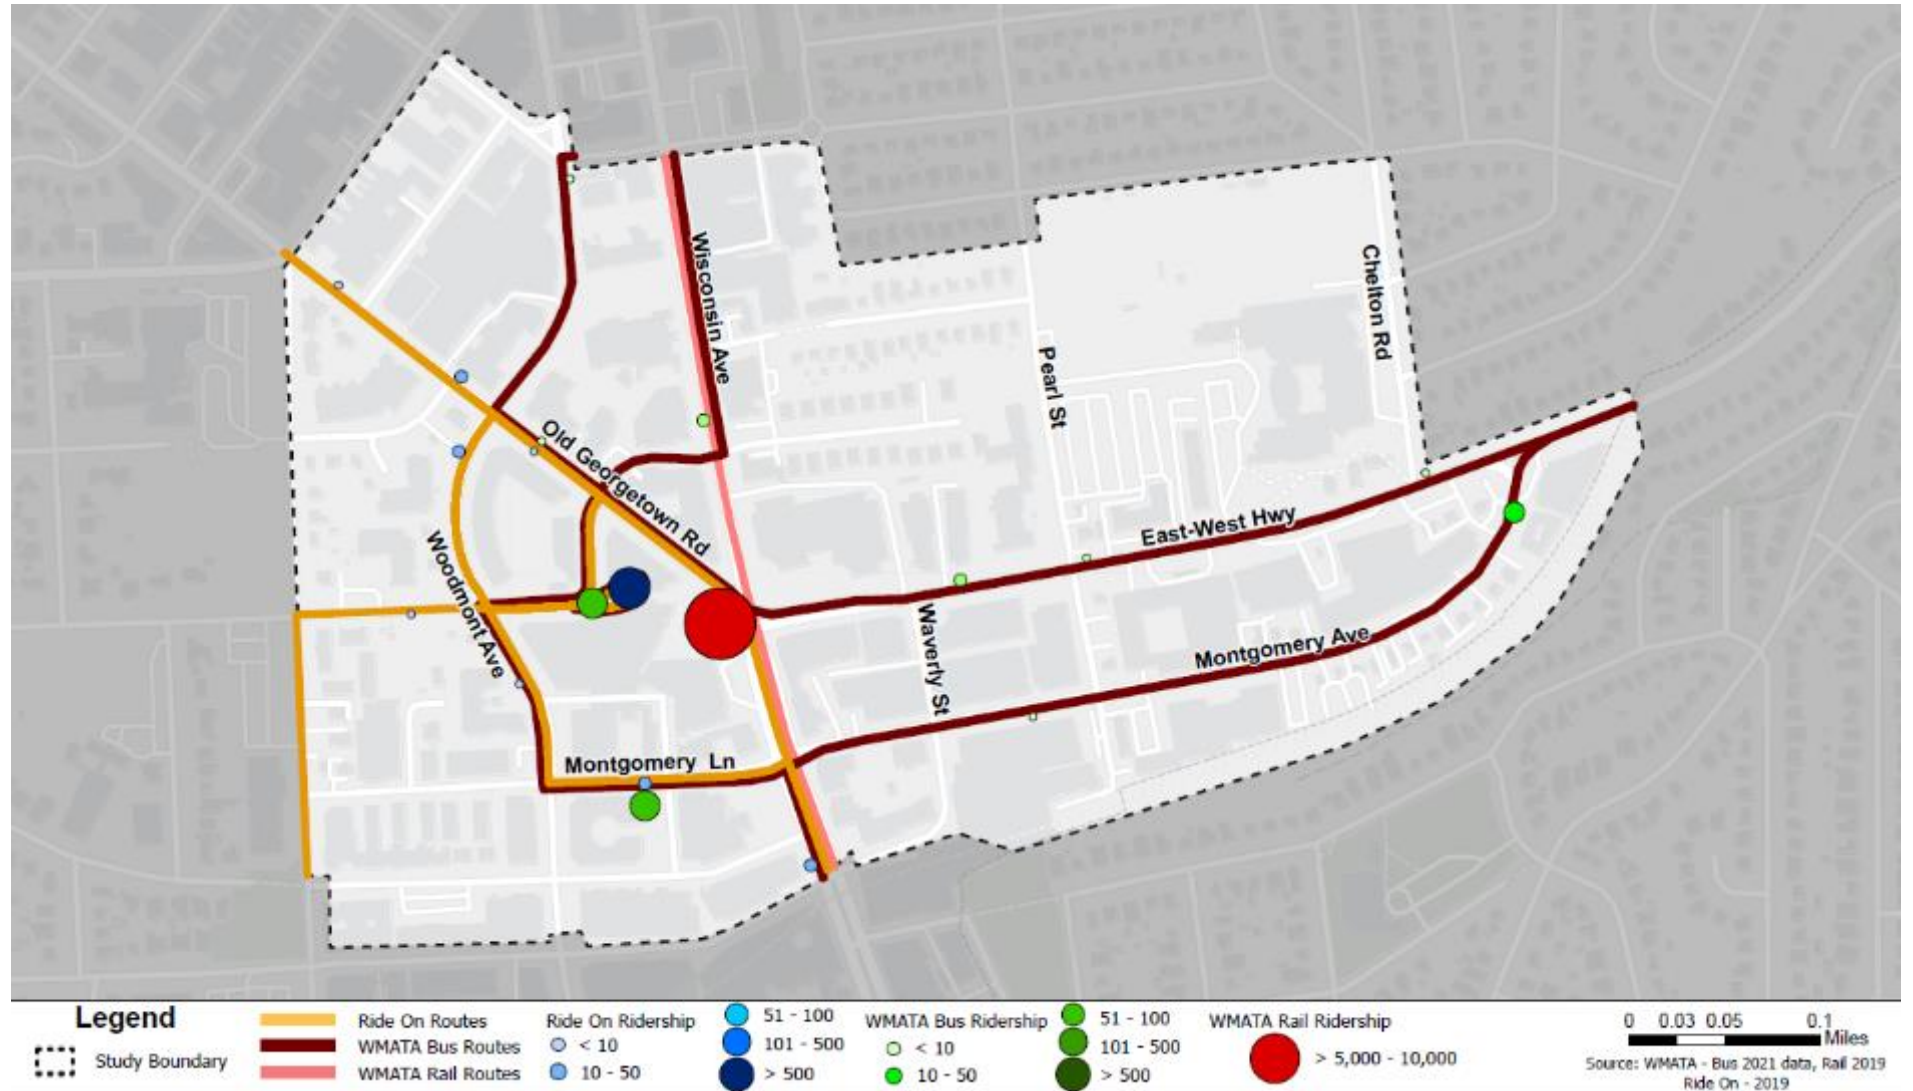 Wisconsin Ave
Chelton Rd
Pearl St
Old Georgetown Rd
East-West Hwy
Woodmont Ave
Waverly St
Montgomery Ave
Montgomery Ln
Legend
Study Boundary
Ride On Routes
WMATA Bus Routes
WMATA Rail Routes
Ride On Ridership
< 10
10 - 50
51 - 100
101 - 500
> 500
WMATA Bus Ridership
< 10
10 - 50
51 - 100
101 - 500
> 500
WMATA Rail Ridership
> 5,000 - 10,000
0 0.03 0.05 0.1
Miles
Source: WMATA - Bus 2021 data, Rail 2019
Ride On - 2019